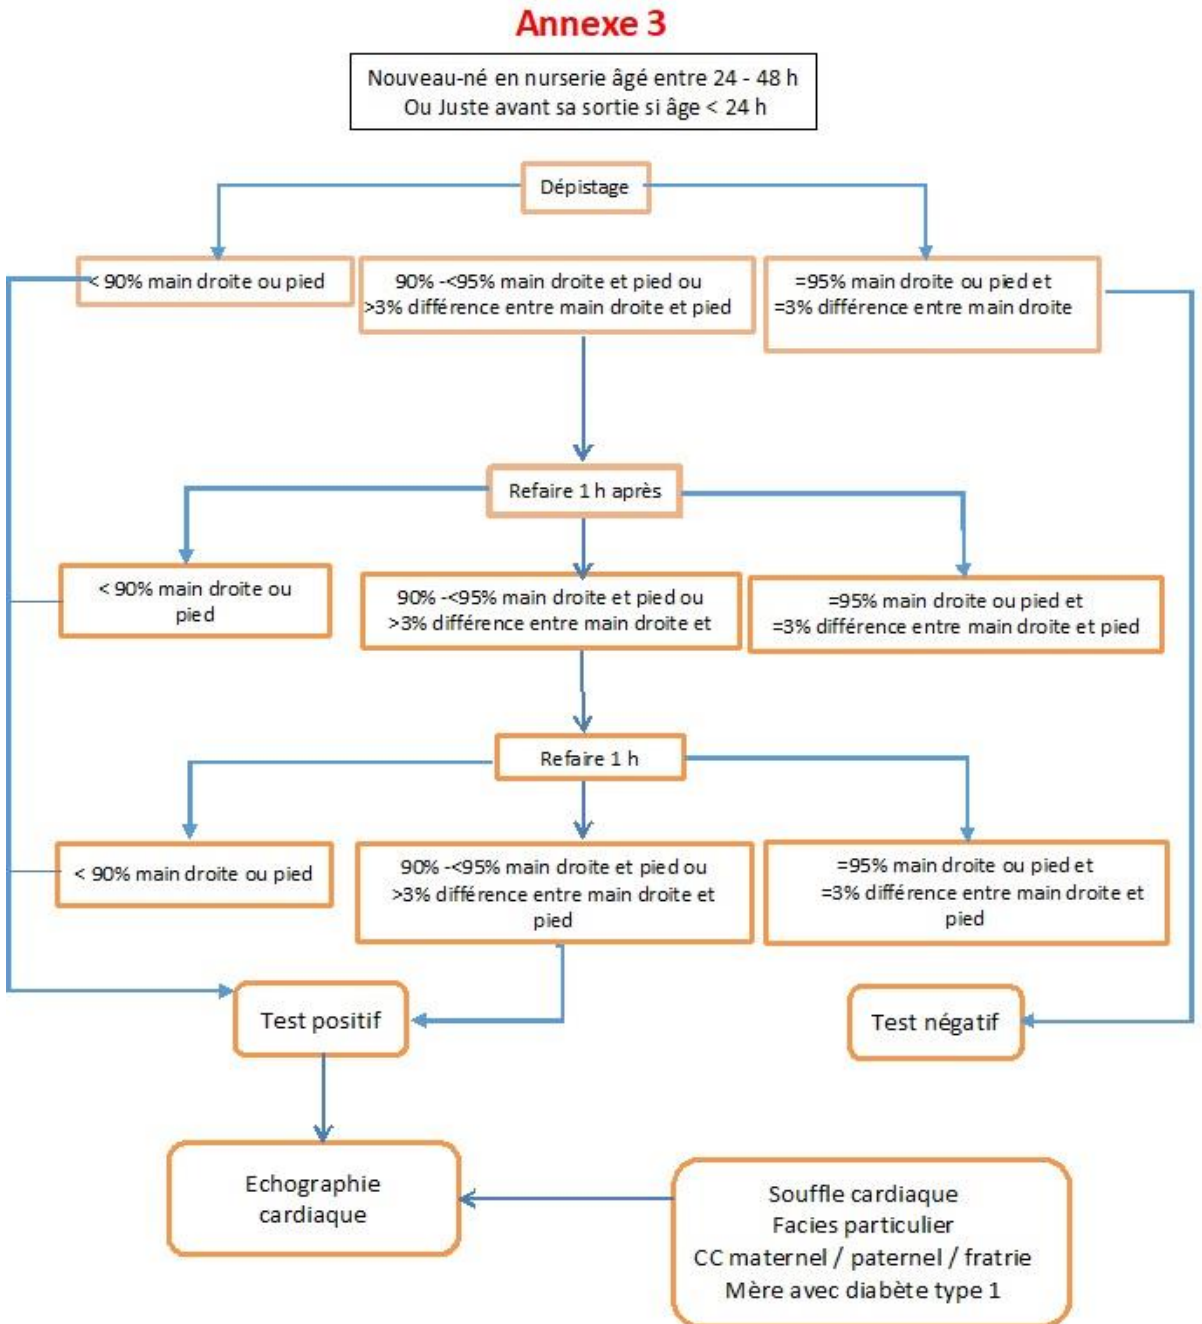 Annexe 3
Nouveau-né en nurserie âgé entre 24 - 48 h
Ou Juste avant sa sortie si âge < 24 h
Dépistage
< 90% main droite ou pied
90% -<95% main droite et pied ou
>3% différence entre main droite et pied
=95% main droite ou pied et
=3% différence entre main droite
Refaire 1 h après
< 90% main droite ou
pied
90% -<95% main droite et pied ou
>3% différence entre main droite et
=95% main droite ou pied et
=3% différence entre main droite et pied
Refaire 1 h
< 90% main droite ou pied
90% -<95% main droite et pied ou
>3% différence entre main droite et
pied
=95% main droite ou pied et
=3% différence entre main droite et
pied
Test positif
Test négatif
Echographie
cardiaque
Souffle cardiaque
Facies particulier
CC maternel / paternel / fratrie
Mère avec diabète type 1